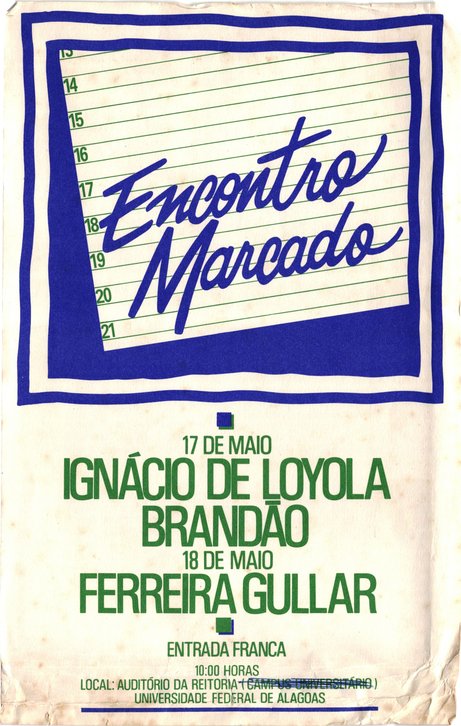 13
14
15
16
17
18
19
20
21
Encontro
Marcado
17 DE MAIO
IGNÁCIO DE LOYOLA
BRANDÃO
18 DE MAIO
FERREIRA GULLAR
ENTRADA FRANCA
10:00 HORAS
LOCAL: AUDITÓRIO DA REITORIA (CAMPUS UNIVERSITÁRIO)
UNIVERSIDADE FEDERAL DE ALAGOAS